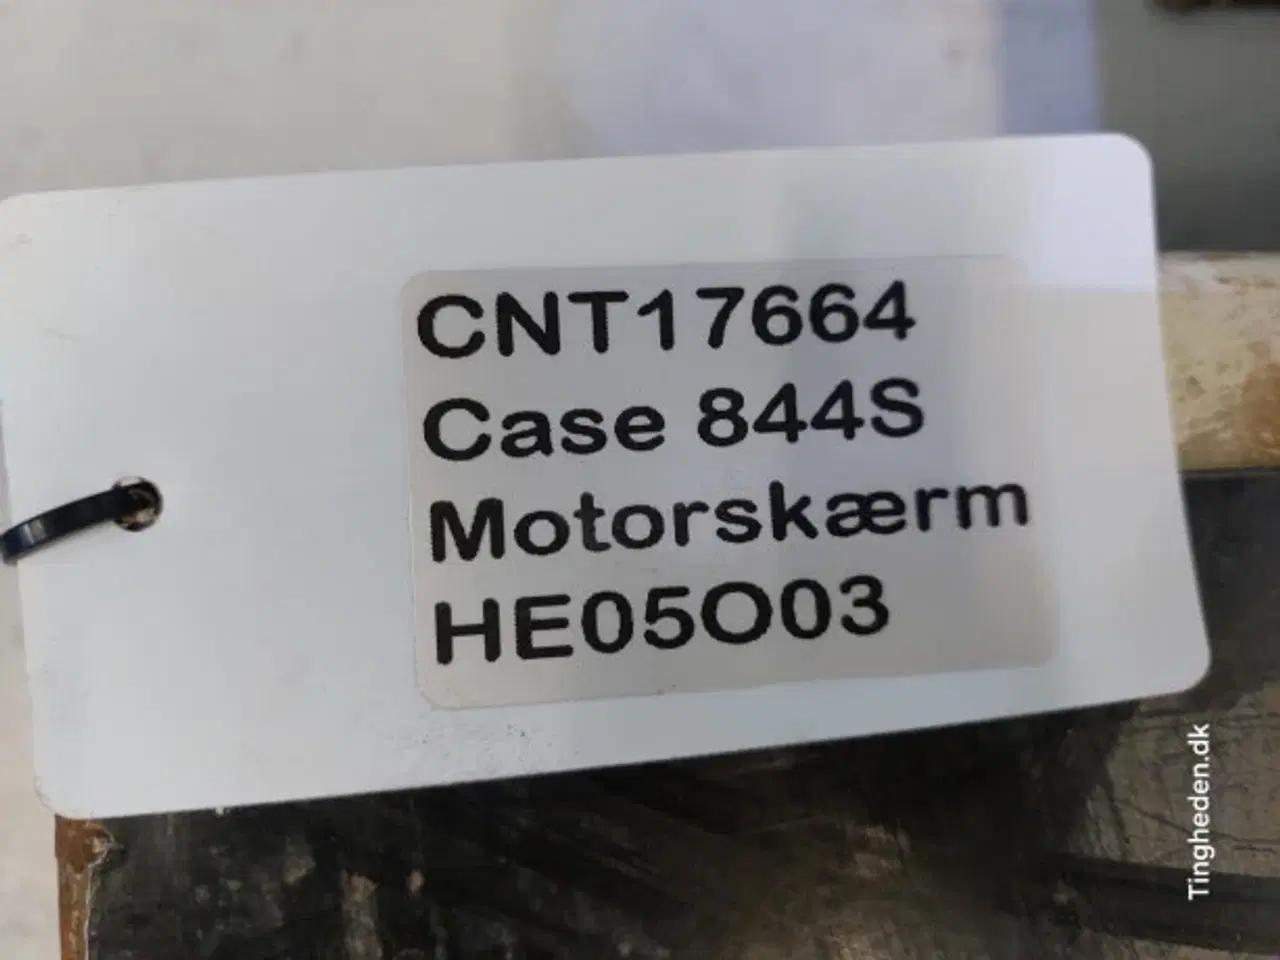 CNT17664
Case 844S
Motorskærm
HE05O03
Tingheden.dk